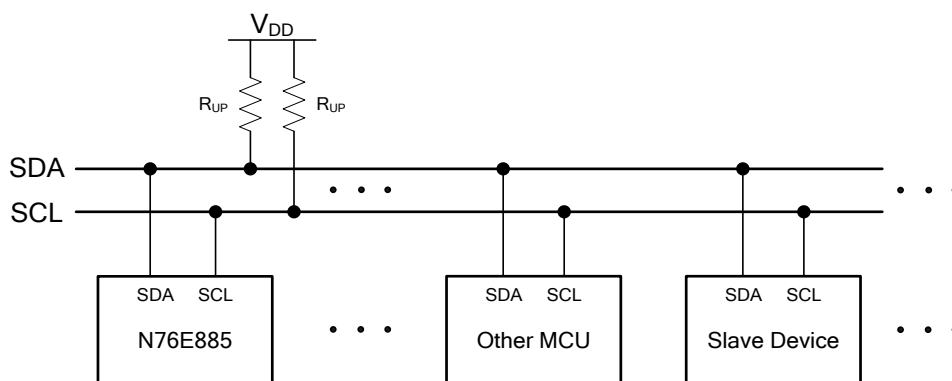 VDD
RUP RUP
SDA
SCL
SDA SCL SDA SCL SDA SCL
N76E885 Other MCU Slave Device